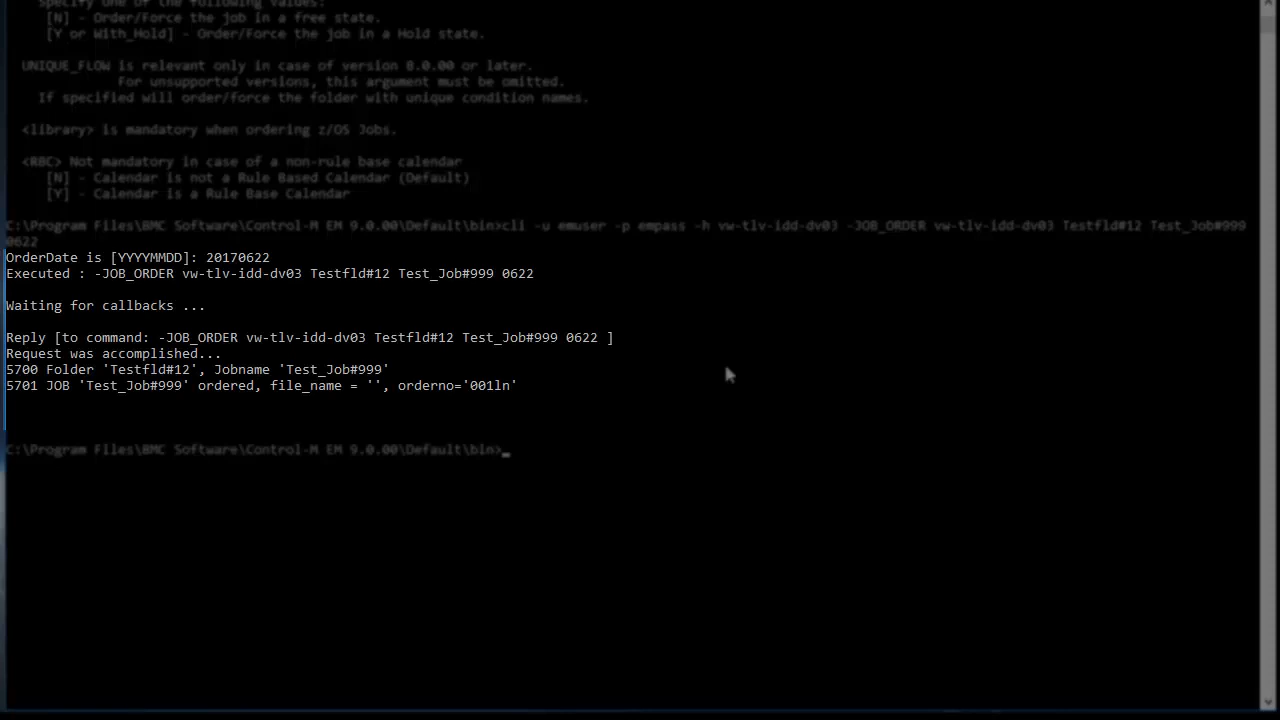 Specify one of the following values:
[N] - Order/Force the job in a free state.
[Y or With_Hold] - Order/Force the job in a Hold state.
UNIQUE_FLOW is relevant only in case of version 8.0.00 or later.
For unsupported versions, this argument must be omitted.
If specified will order/force the folder with unique condition names.
<library> is mandatory when ordering z/OS Jobs.
<RBC> Not mandatory in case of a non-rule base calendar
[N] - Calendar is not a Rule Based Calendar (Default)
[Y] - Calendar is a Rule Base Calendar
C:\Program Files\BMC Software\Control-M EM 9.0.00\Default\bin>cli -u emuser -p empass -h vw-tlv-idd-dv03 -JOB_ORDER vw-tlv-idd-dv03 Testfld#12 Test_Job#999
0622
OrderDate is [YYYYMMDD]: 20170622
Executed : -JOB_ORDER vw-tlv-idd-dv03 Testfld#12 Test_Job#999 0622
Waiting for callbacks ...
Reply [to command: -JOB_ORDER vw-tlv-idd-dv03 Testfld#12 Test_Job#999 0622 ]
Request was accomplished...
5700 Folder 'Testfld#12', Jobname 'Test_Job#999'
5701 JOB 'Test_Job#999' ordered, file_name = '', orderno='001ln'
C:\Program Files\BMC Software\Control-M EM 9.0.00\Default\bin>_